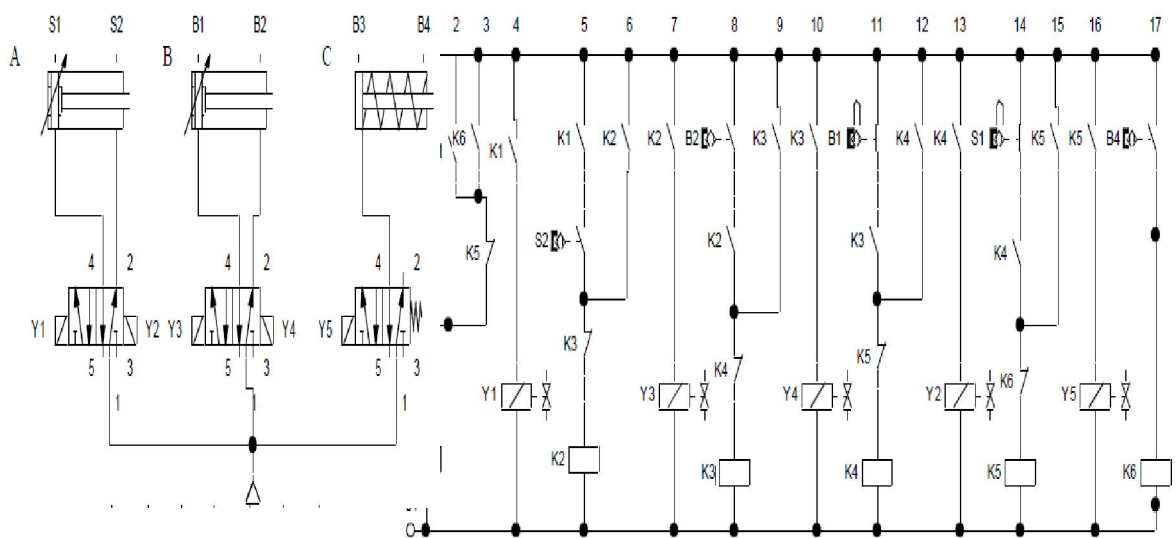 S1 S2 B1 B2 B3 B4 2 3 4 5 6 7 8 9 10 11 12 13 14 15 16 17
A B C
K6 K1 K1 K2 K2 B2 K3 K3 B1 K4 K4 S1 K5 K5 B4
S2 K5 K2 K3 K4
4 2 4 2 4 2
Y1 Y2 Y3 Y4 Y5 K3 K4 K5 K6
5 3 5 3 5 3
1 1 1 Y1 Y3 Y4 Y2 Y5
K2 K3 K4 K5 K6